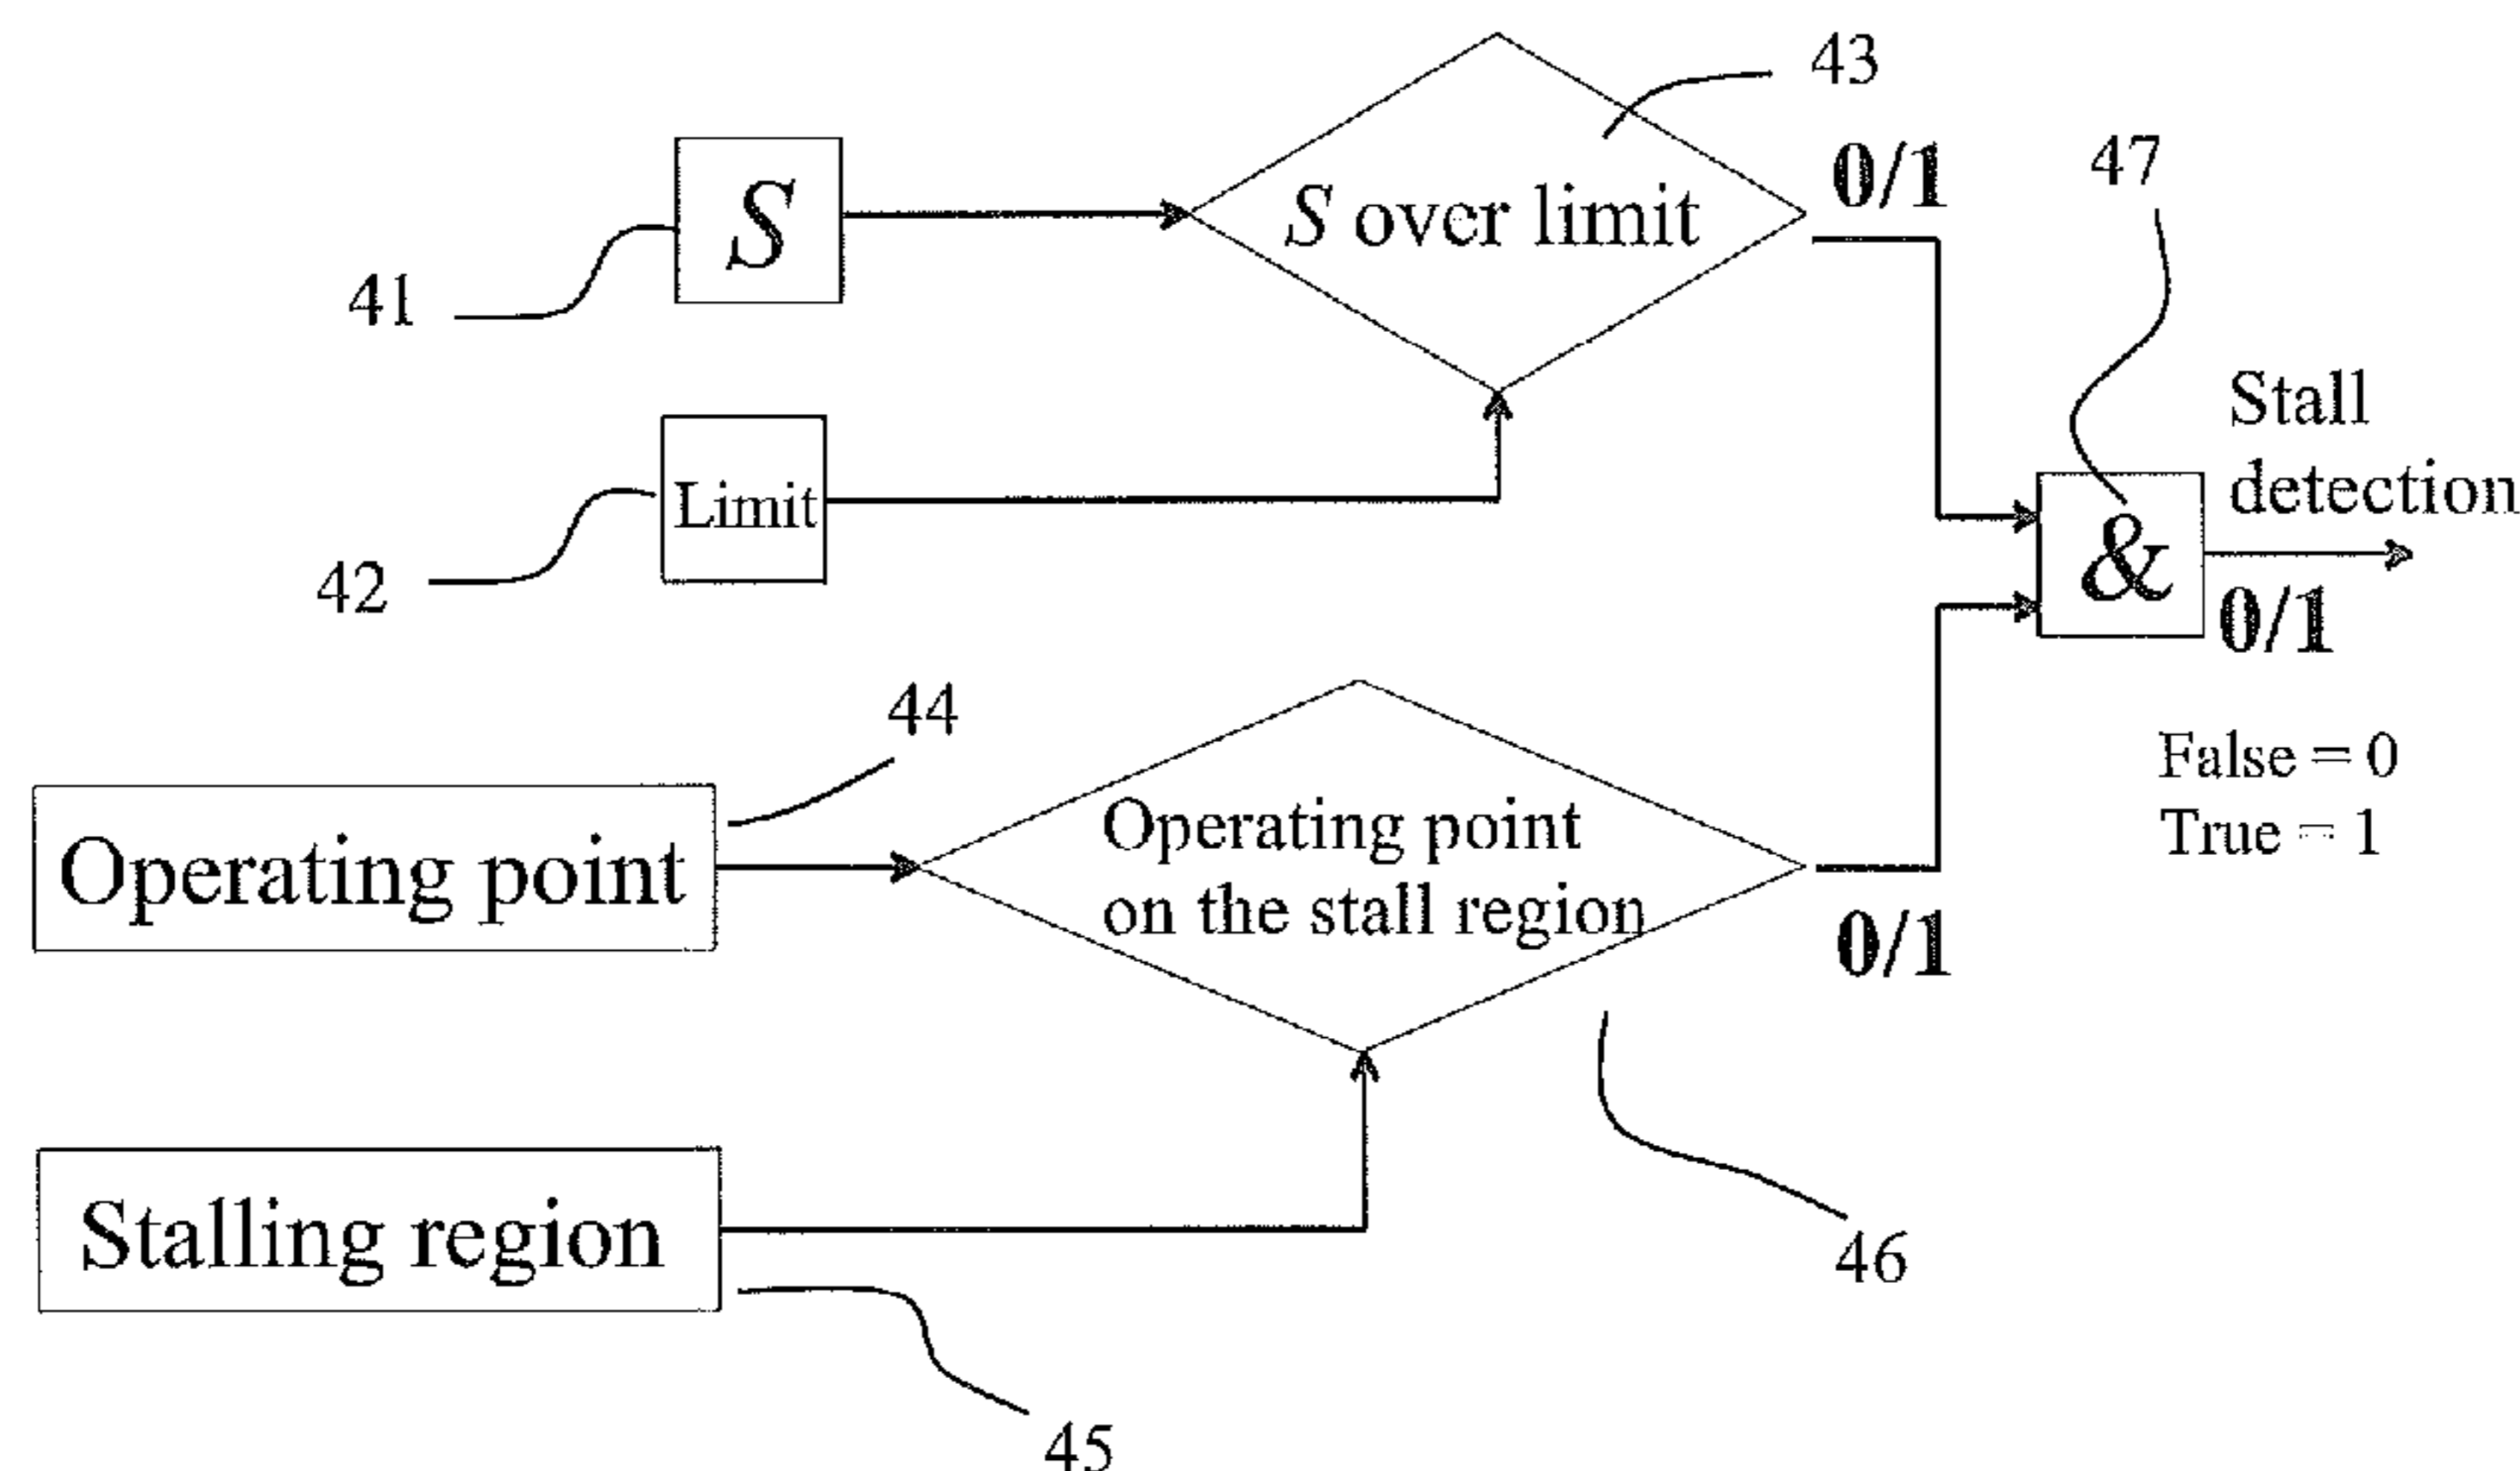 43
0/1
47
S
S over limit
41
Stall
detection
Limit
&
42
0/1
44
False = 0
True = 1
Operating point
Operating point
on the stall region
0/1
Stalling region
46
45